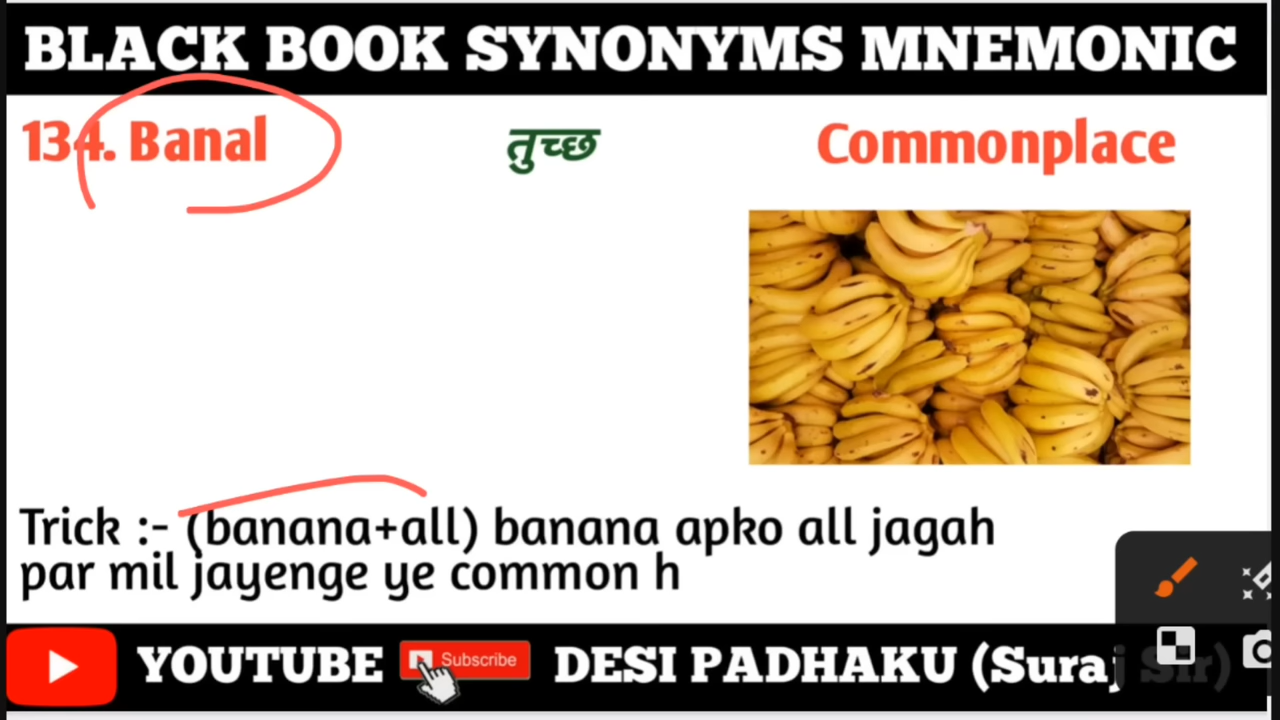 BLACK BOOK SYNONYMS MNEMONIC
134. Banal तुच्छ Commonplace
Trick :- (banana+all) banana apko all jagah
par mil jayenge ye common h
YOUTUBE Subscribe DESI PADHAKU (Suraj Sir)